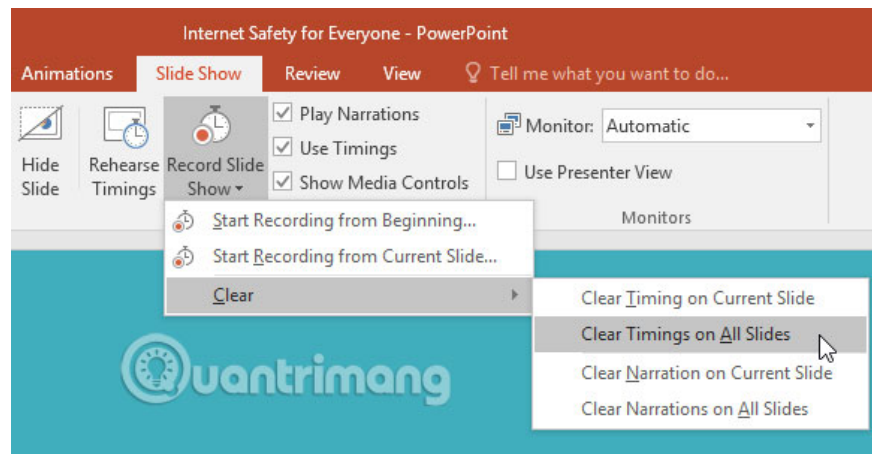 Internet Safety for Everyone - PowerPoint
Animations Slide Show Review View Tell me what you want to do...
Hide Slide
Rehearse Timings
Record Slide Show
Play Narrations
Use Timings
Show Media Controls
Monitor: Automatic
Use Presenter View
Monitors
Start Recording from Beginning...
Start Recording from Current Slide...
Clear
Clear Timing on Current Slide
Clear Timings on All Slides
Clear Narration on Current Slide
Clear Narrations on All Slides
Quantrimang